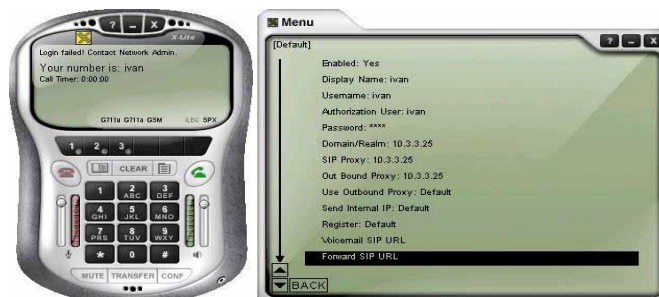 ? – X
X-Lite
Login failed! Contact Network Admin.
Your number is: ivan
Call Timer: 0:00:00
G711u G711a GSM iLBC SPX
1 2 3
CLEAR
1 2 ABC 3 DEF
4 GHI 5 JKL 6 MNO
7 PRS 8 TUV 9 WXY
* 0 #
MUTE TRANSFER CONF
Menu
? – X
[Default]
Enabled: Yes
Display Name: ivan
Username: ivan
Authorization User: ivan
Password: ****
Domain/Realm: 10.3.3.25
SIP Proxy: 10.3.3.25
Out Bound Proxy: 10.3.3.25
Use Outbound Proxy: Default
Send Internal IP: Default
Register: Default
Voicemail SIP URL
Forward SIP URL
BACK